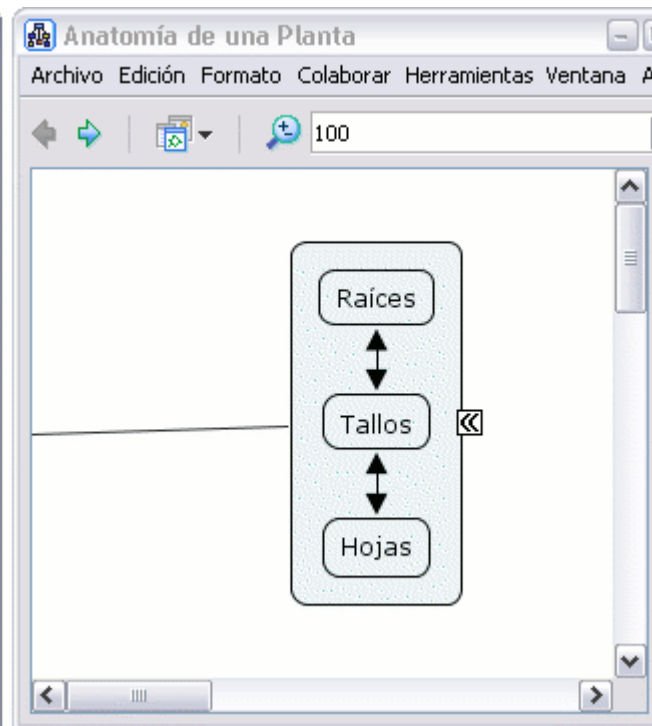 Anatomía de una Planta
Archivo Edición Formato Colaborar Herramientas Ventana A
100
Raíces
Tallos
Hojas